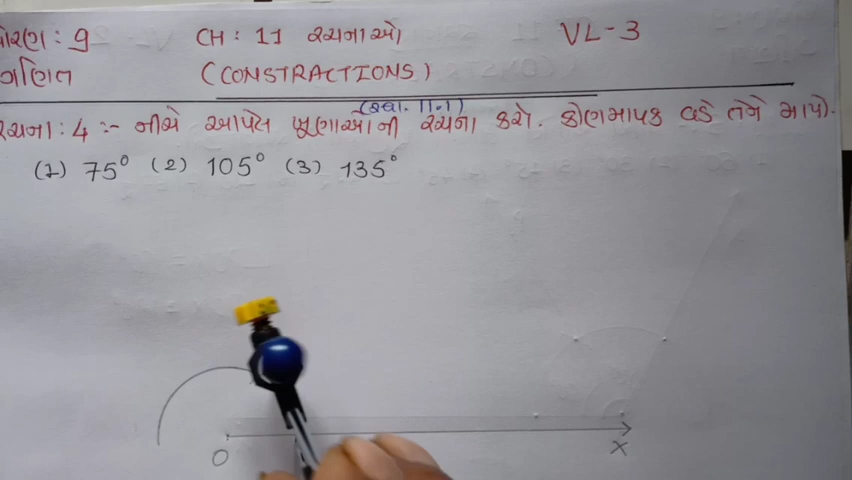 ધોરણ : 9 CH : 11 રચનાઓ VL-3
ગણિત (CONSTRACTIONS)
(સ્વા. 11.1)
રચના : 4 :- નીચે આપેલ ખૂણાઓની રચના કરો. કોણમાપક વડે તેને માપો.
(1) 75° (2) 105° (3) 135°
O X